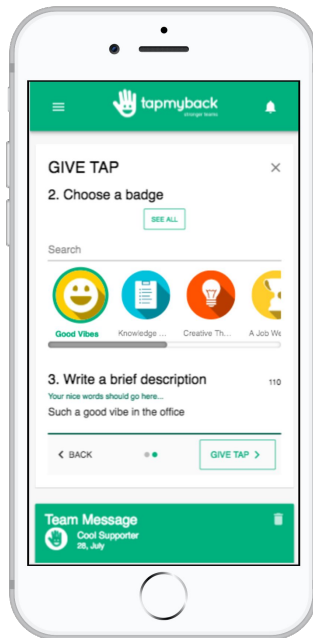 tapmyback
stronger teams
GIVE TAP
2. Choose a badge
SEE ALL
Search
Good Vibes
Knowledge ...
Creative Th...
A Job We
3. Write a brief description
110
Your nice words should go here...
Such a good vibe in the office
BACK
GIVE TAP
Team Message
Cool Supporter
28, July